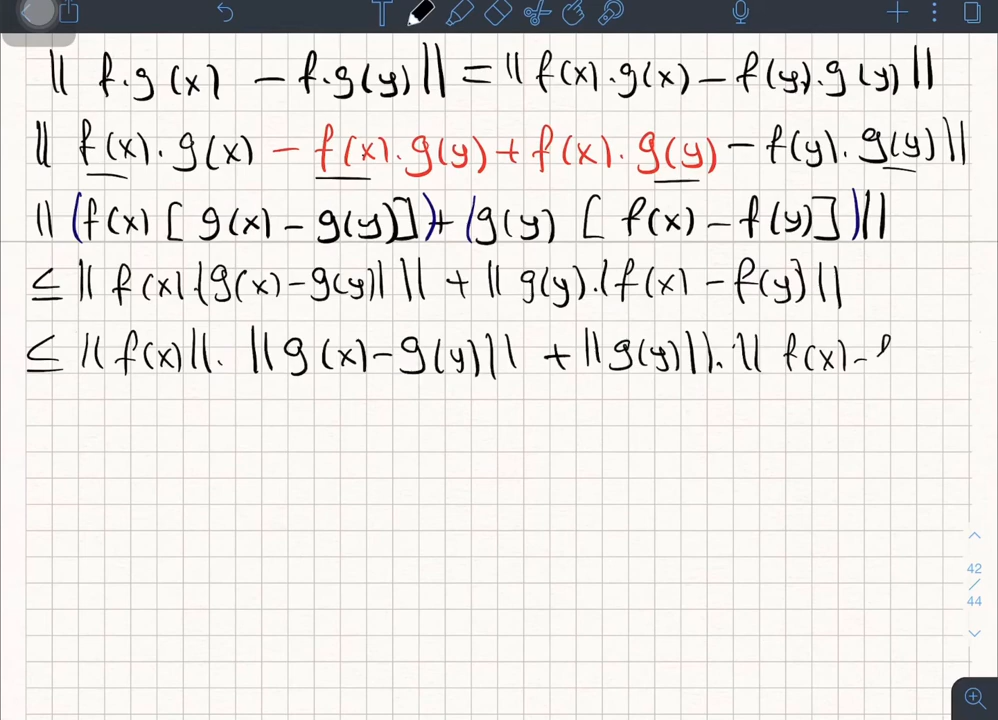 || f.g (x) - f.g(y) || = || f(x).g(x) - f(y).g(y) ||
|| f(x).g(x) - f(x).g(y) + f(x).g(y) - f(y).g(y) ||
|| (f(x) [ g(x) - g(y)]) + (g(y) [ f(x) - f(y)] ) ||
≤ || f(x) (g(x) - g(y)) || + || g(y).(f(x) - f(y)) ||
≤ || f(x) ||. || g(x) - g(y) || + || g(y) ||. || f(x) -
42
/
44